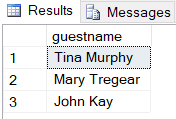 Results Messages
guestname
1 Tina Murphy
2 Mary Tregear
3 John Kay